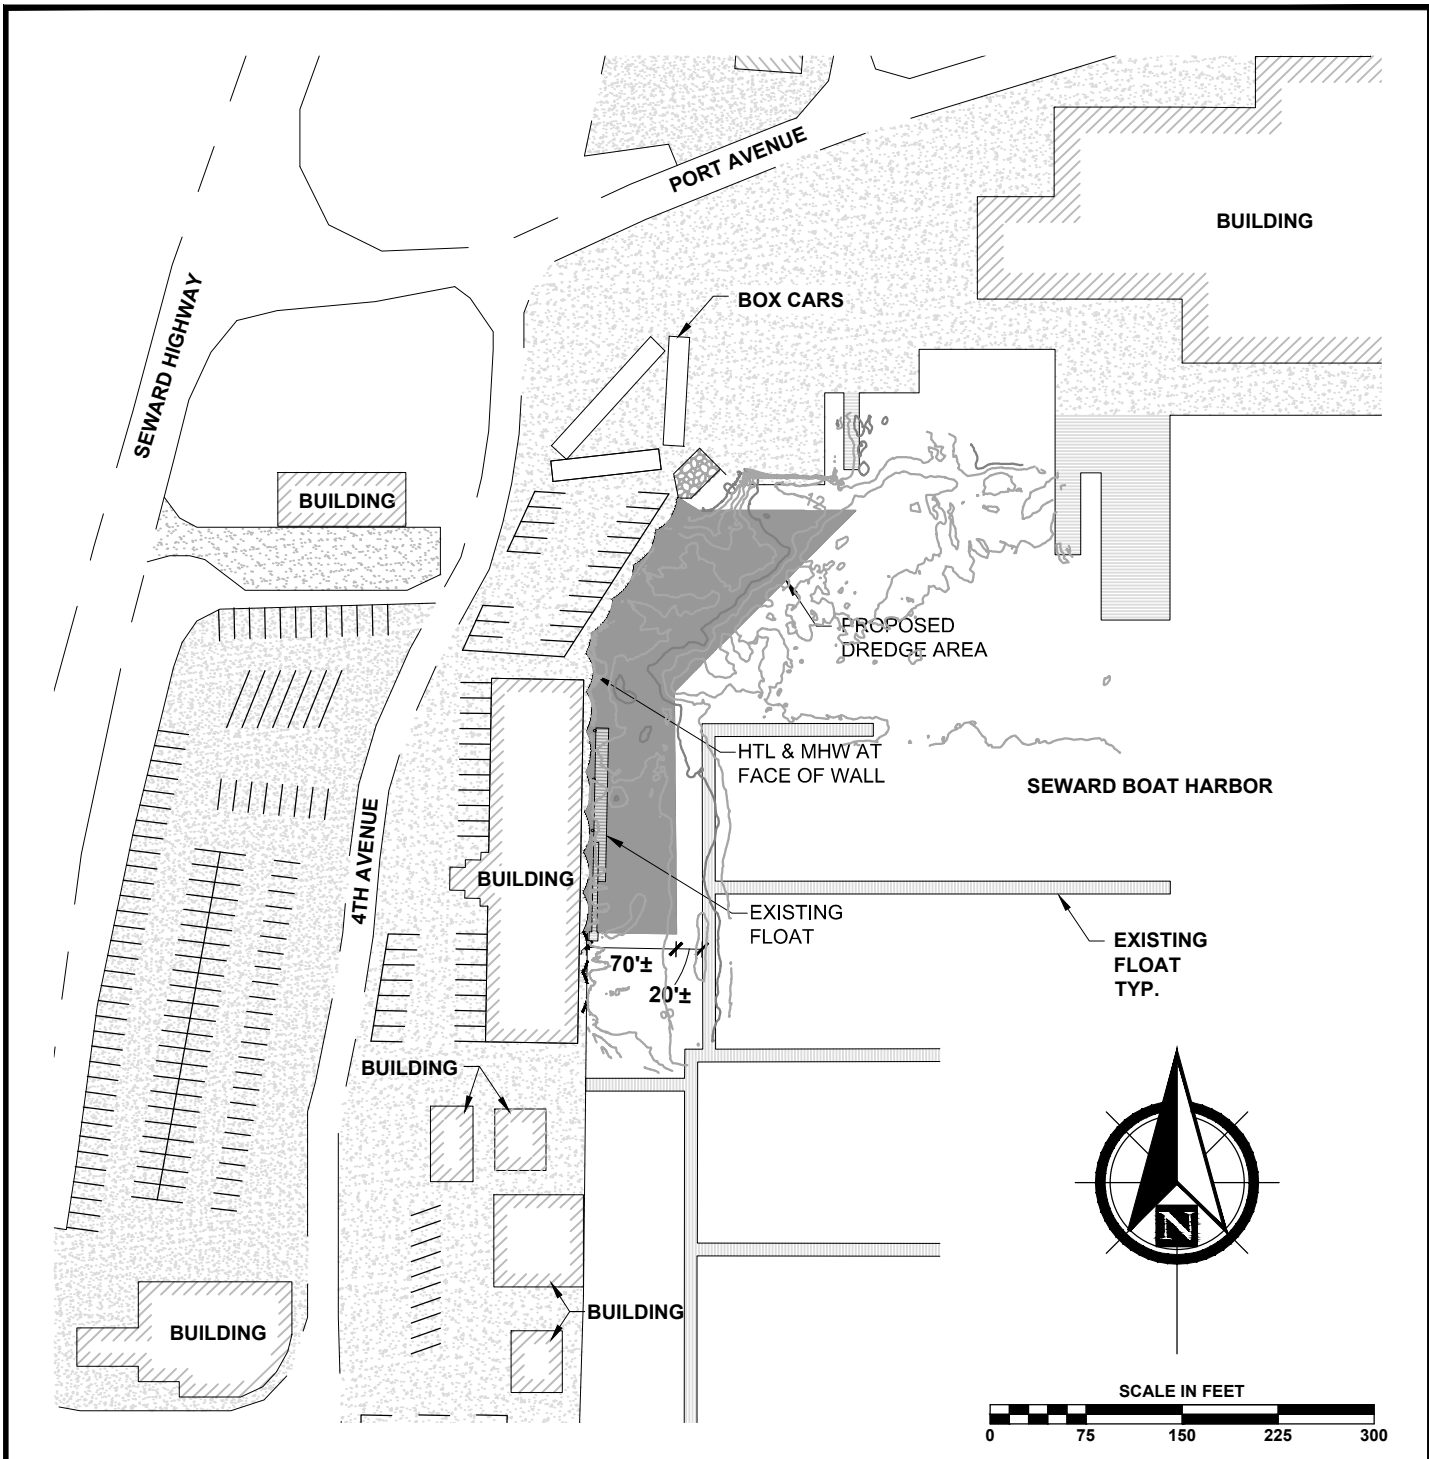 PORT AVENUE
BUILDING
SEWARD HIGHWAY
BOX CARS
BUILDING
12
PROPOSED
DREDGE AREA
HTL & MHW AT
FACE OF WALL
SEWARD BOAT HARBOR
4TH AVENUE
BUILDING
EXISTING
FLOAT
EXISTING
FLOAT
TYP.
70'±
20'±
8
BUILDING
N
BUILDING
BUILDING
SCALE IN FEET
0 75 150 225 300